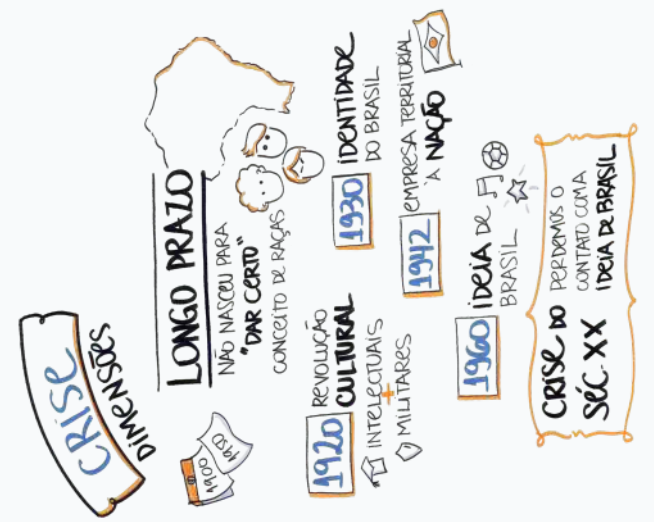 CRISE
DIMENSÕES
1900
1950
LONGO PRAZO
NÃO NASCEU PARA
"DAR CERTO"
CONCEITO DE RAÇAS
1920 REVOLUÇÃO
CULTURAL
INTELECTUAIS
+
MILITARES
1930 IDENTIDADE
DO BRASIL
1942 EMPRESA TERRITORIAL
À NAÇÃO
1960 IDEIA DE
BRASIL
CRISE DO
SÉC. XX
PERDEMOS O
CONTATO COM A
IDEIA DE BRASIL